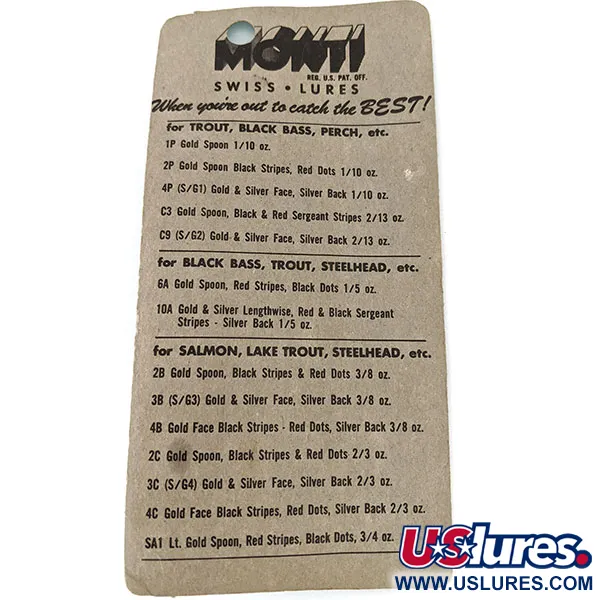 MONTI
REG. U.S. PAT. OFF.
SWISS • LURES
When you're out to catch the BEST!
for TROUT, BLACK BASS, PERCH, etc.
1P Gold Spoon 1/10 oz.
2P Gold Spoon Black Stripes, Red Dots 1/10 oz.
4P (S/G1) Gold & Silver Face, Silver Back 1/10 oz.
C3 Gold Spoon, Black & Red Sergeant Stripes 2/13 oz.
C9 (S/G2) Gold & Silver Face, Silver Back 2/13 oz.
for BLACK BASS, TROUT, STEELHEAD, etc.
6A Gold Spoon, Red Stripes, Black Dots 1/5 oz.
10A Gold & Silver Lengthwise, Red & Black Sergeant
Stripes - Silver Back 1/5 oz.
for SALMON, LAKE TROUT, STEELHEAD, etc.
2B Gold Spoon, Black Stripes & Red Dots 3/8 oz.
3B (S/G3) Gold & Silver Face, Silver Back 3/8 oz.
4B Gold Face Black Stripes - Red Dots, Silver Back 3/8 oz.
2C Gold Spoon, Black Stripes & Red Dots 2/3 oz.
3C (S/G4) Gold & Silver Face, Silver Back 2/3 oz.
4C Gold Face Black Stripes, Red Dots, Silver Back 2/3 oz.
SA1 Lt. Gold Spoon, Red Stripes, Black Dots, 3/4 oz.
USlures.
WWW.USLURES.COM